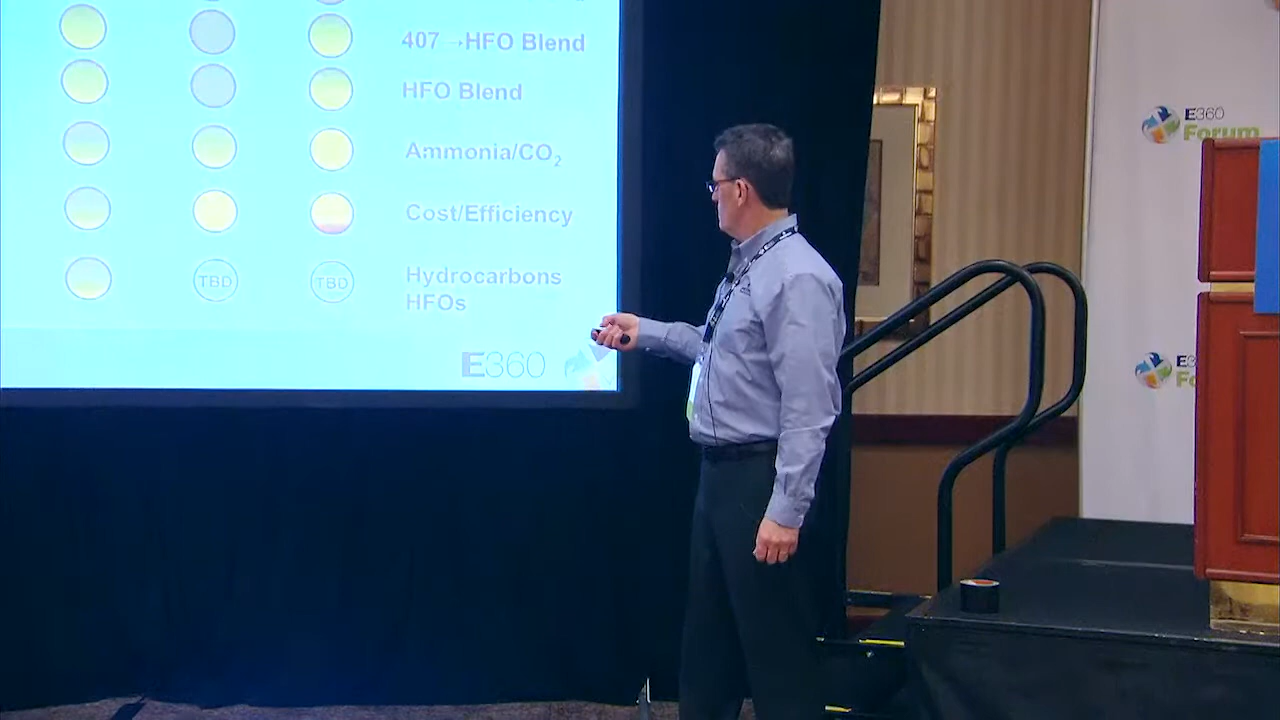 407 →HFO Blend
HFO Blend
Ammonia/CO₂
Cost/Efficiency
TBD TBD Hydrocarbons
HFOs
E360
E360
Forum